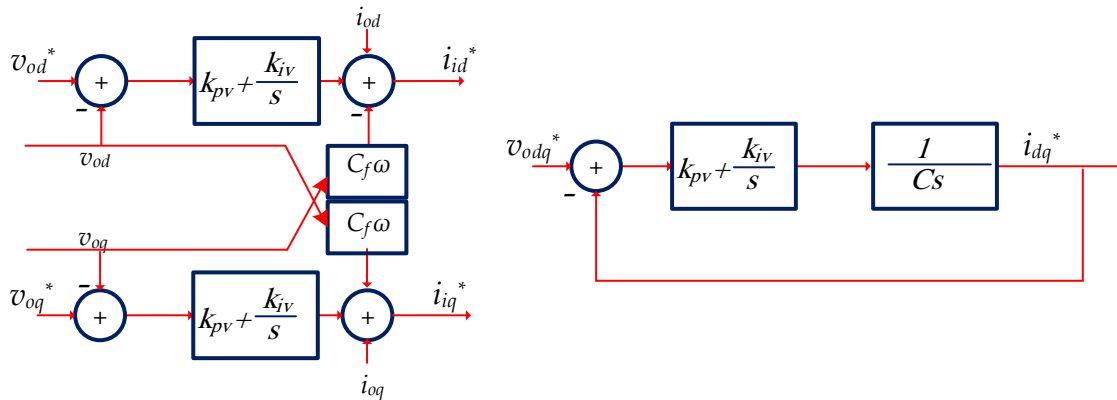 i_od
v_od* + k_pv + k_iv/s + i_id*
- -
v_od
C_f ω
C_f ω
v_oq
-
v_oq* + k_pv + k_iv/s + i_iq*
i_oq
v_odq* + k_pv + k_iv/s 1/Cs i_dq*
-